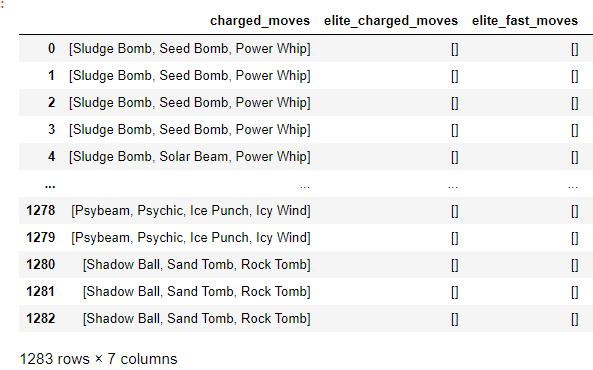 :
charged_moves elite_charged_moves elite_fast_moves
0 [Sludge Bomb, Seed Bomb, Power Whip] [] []
1 [Sludge Bomb, Seed Bomb, Power Whip] [] []
2 [Sludge Bomb, Seed Bomb, Power Whip] [] []
3 [Sludge Bomb, Seed Bomb, Power Whip] [] []
4 [Sludge Bomb, Solar Beam, Power Whip] [] []
... ... ... ...
1278 [Psybeam, Psychic, Ice Punch, Icy Wind] [] []
1279 [Psybeam, Psychic, Ice Punch, Icy Wind] [] []
1280 [Shadow Ball, Sand Tomb, Rock Tomb] [] []
1281 [Shadow Ball, Sand Tomb, Rock Tomb] [] []
1282 [Shadow Ball, Sand Tomb, Rock Tomb] [] []
1283 rows × 7 columns